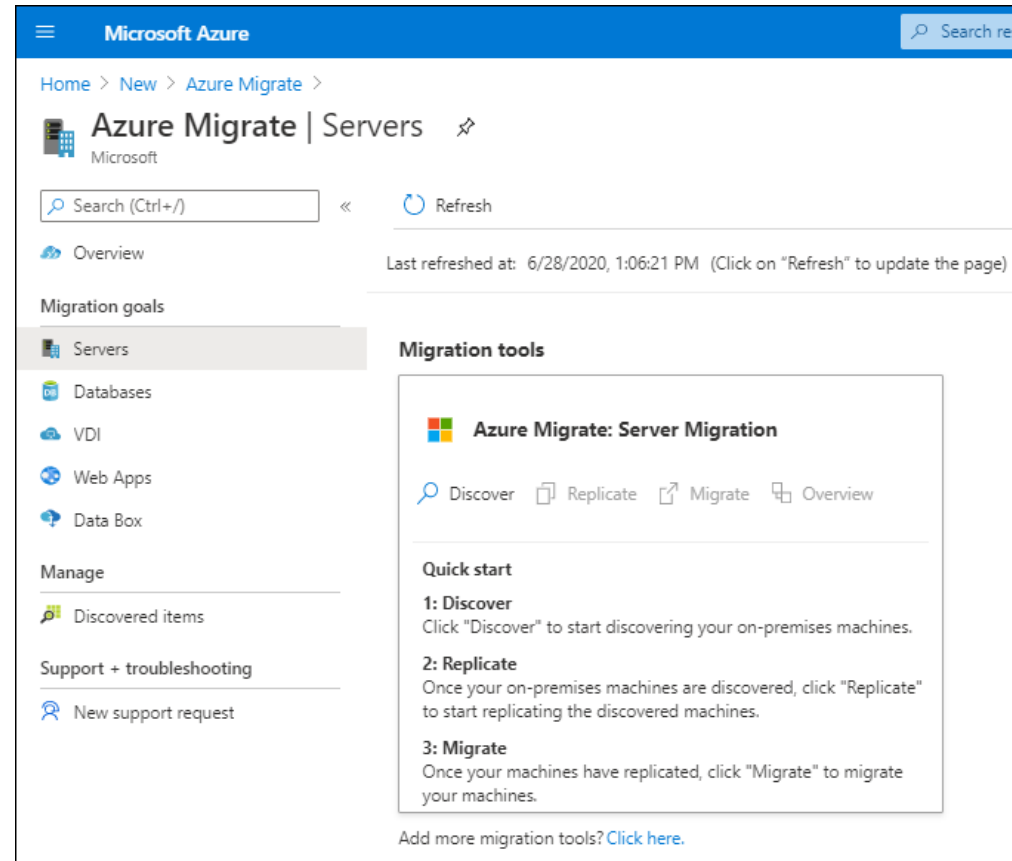 Microsoft Azure
Search re
Home > New > Azure Migrate >
Azure Migrate | Servers
Microsoft
Search (Ctrl+/)
«
Overview
Migration goals
Servers
Databases
VDI
Web Apps
Data Box
Manage
Discovered items
Support + troubleshooting
New support request
Refresh
Last refreshed at: 6/28/2020, 1:06:21 PM (Click on “Refresh” to update the page)
Migration tools
Azure Migrate: Server Migration
Discover Replicate Migrate Overview
Quick start
1: Discover
Click "Discover" to start discovering your on-premises machines.
2: Replicate
Once your on-premises machines are discovered, click "Replicate"
to start replicating the discovered machines.
3: Migrate
Once your machines have replicated, click "Migrate" to migrate
your machines.
Add more migration tools? Click here.